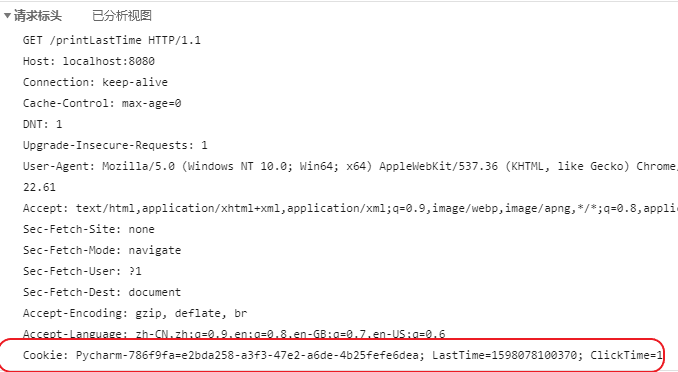 请求标头 已分析视图
GET /printLastTime HTTP/1.1
Host: localhost:8080
Connection: keep-alive
Cache-Control: max-age=0
DNT: 1
Upgrade-Insecure-Requests: 1
User-Agent: Mozilla/5.0 (Windows NT 10.0; Win64; x64) AppleWebKit/537.36 (KHTML, like Gecko) Chrome/
22.61
Accept: text/html,application/xhtml+xml,application/xml;q=0.9,image/webp,image/apng,*/*;q=0.8,applic
Sec-Fetch-Site: none
Sec-Fetch-Mode: navigate
Sec-Fetch-User: ?1
Sec-Fetch-Dest: document
Accept-Encoding: gzip, deflate, br
Accept-Language: zh-CN,zh;q=0.9,en;q=0.8,en-GB;q=0.7,en-US;q=0.6
Cookie: Pycharm-786f9fa=e2bda258-a3f3-47e2-a6de-4b25fefe6dea; LastTime=1598078100370; ClickTime=1